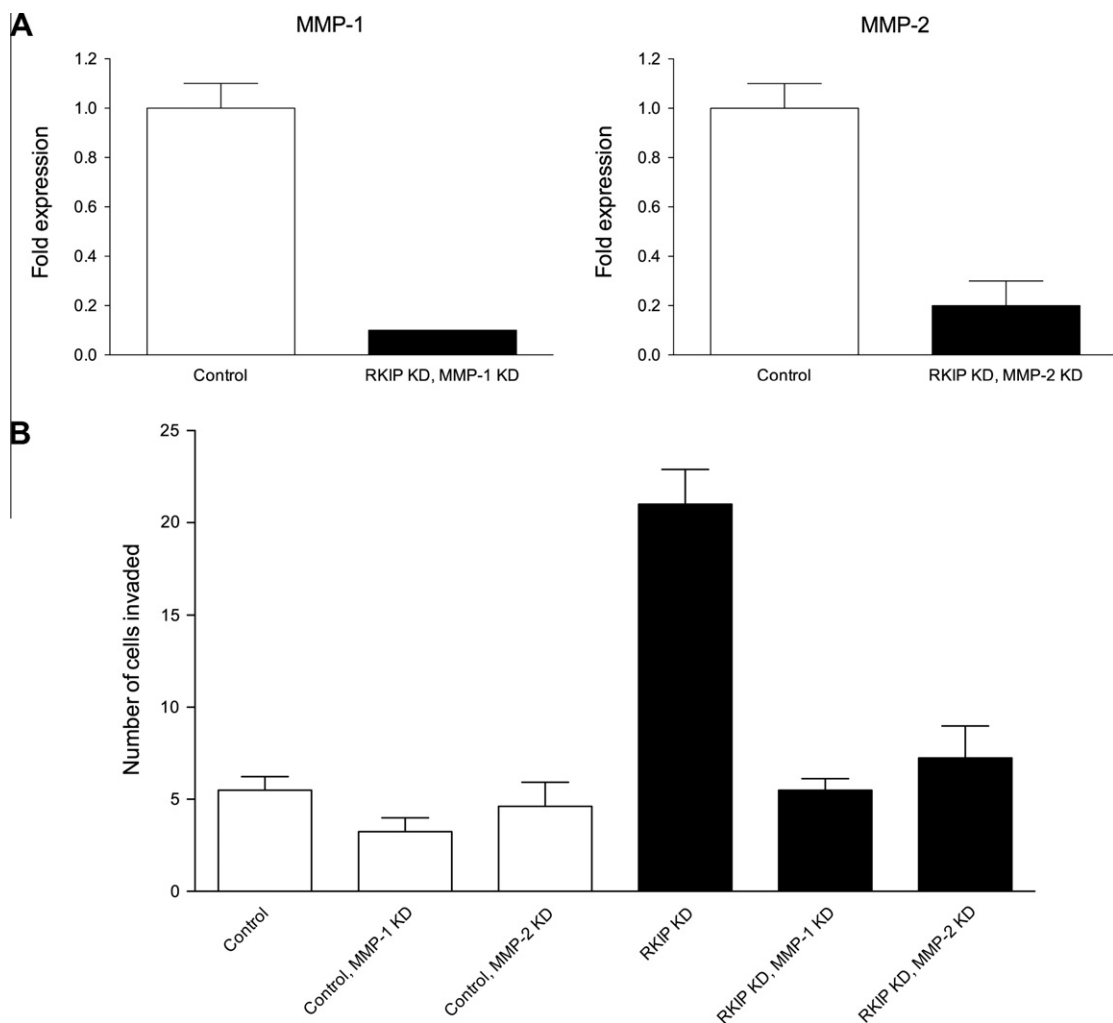 A
MMP-1
MMP-2
Fold expression
1.2
1.0
0.8
0.6
0.4
0.2
0.0
Control
RKIP KD, MMP-1 KD
Fold expression
1.2
1.0
0.8
0.6
0.4
0.2
0.0
Control
RKIP KD, MMP-2 KD
B
Number of cells invaded
25
20
15
10
5
0
Control
Control, MMP-1 KD
Control, MMP-2 KD
RKIP KD
RKIP KD, MMP-1 KD
RKIP KD, MMP-2 KD